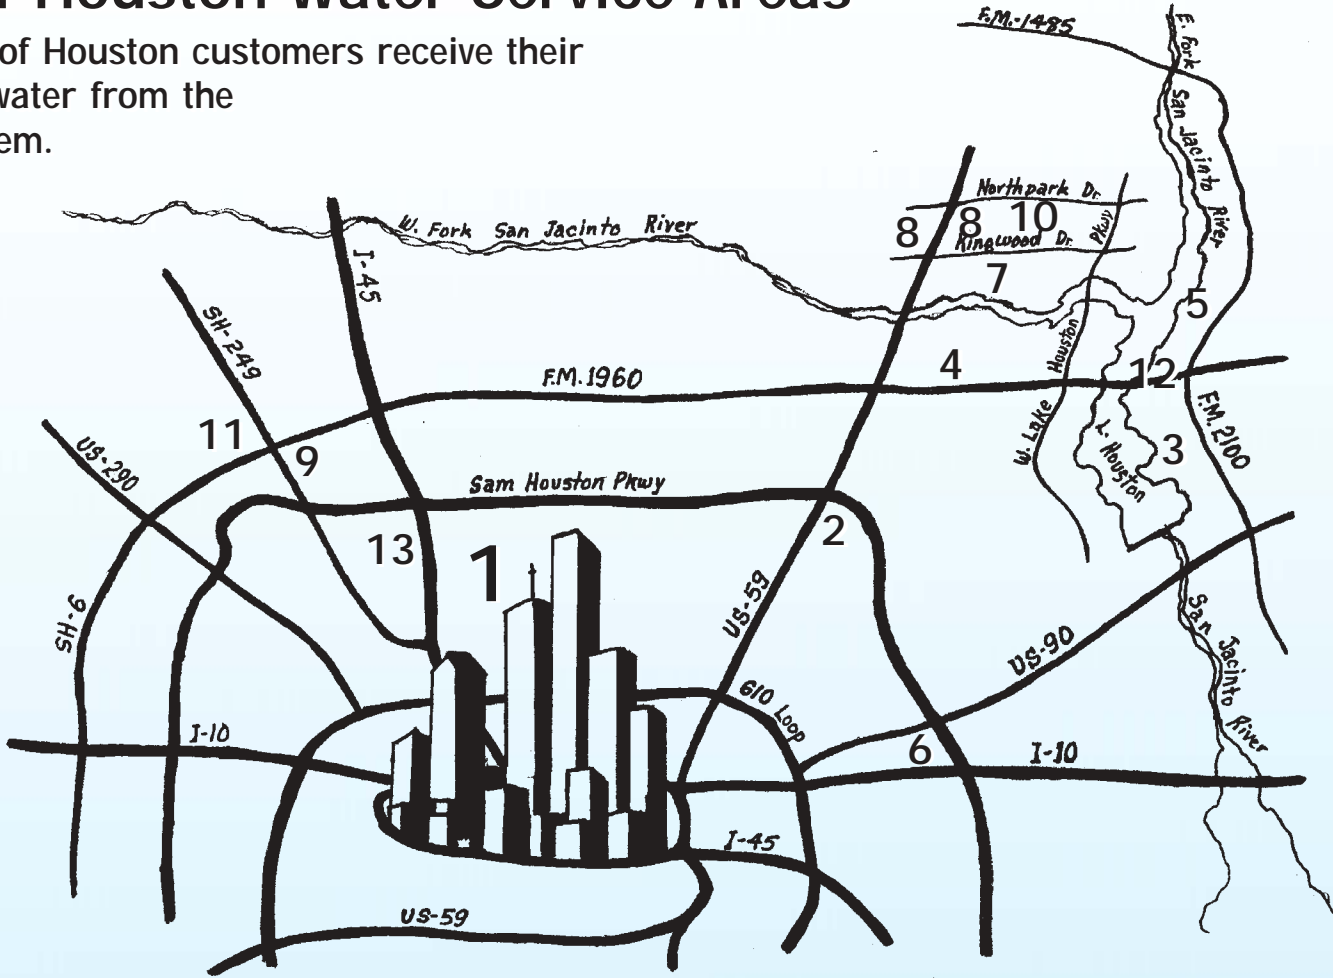 Houston Water Service Areas
of Houston customers receive their
water from the
em.
F.M.-1485
E. Fork
San Jacinto
River
Northpark Dr.
8
8
10
Kingwood Dr.
Pkwy
W. Fork San Jacinto River
I-45
7
SH-249
5
Houston
4
F.M. 1960
12
W. Lake
F.M. 2100
11
US-290
9
L. Houston
3
Sam Houston Pkwy
2
13
1
US-59
SH-6
San Jacinto
River
US-90
610 Loop
I-10
6
I-10
I-45
US-59